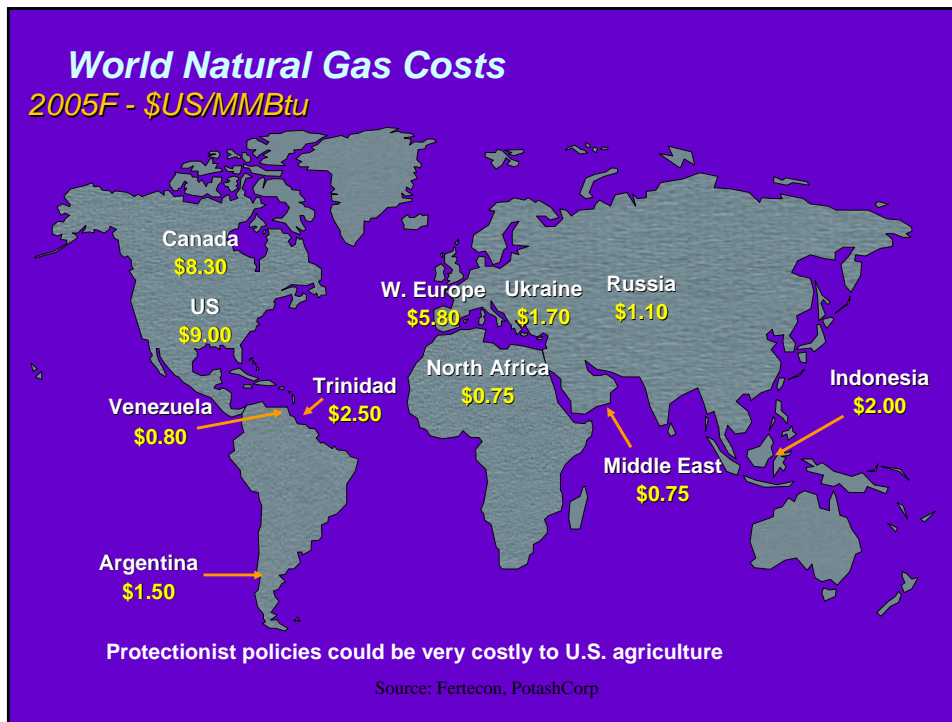 World Natural Gas Costs
2005F - $US/MMBtu
Canada
$8.30
US
$9.00
W. Europe
$5.80
Ukraine
$1.70
Russia
$1.10
North Africa
$0.75
Trinidad
$2.50
Venezuela
$0.80
Indonesia
$2.00
Middle East
$0.75
Argentina
$1.50
Protectionist policies could be very costly to U.S. agriculture
Source: Fertecon, PotashCorp